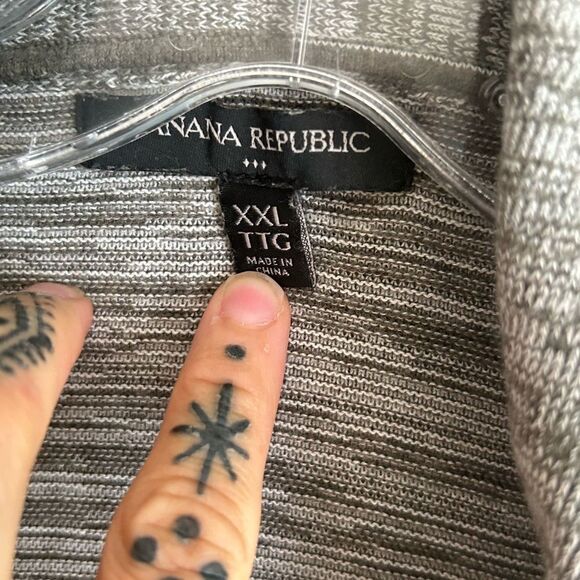 ANANA REPUBLIC
XXL
TTG
MADE IN
CHINA